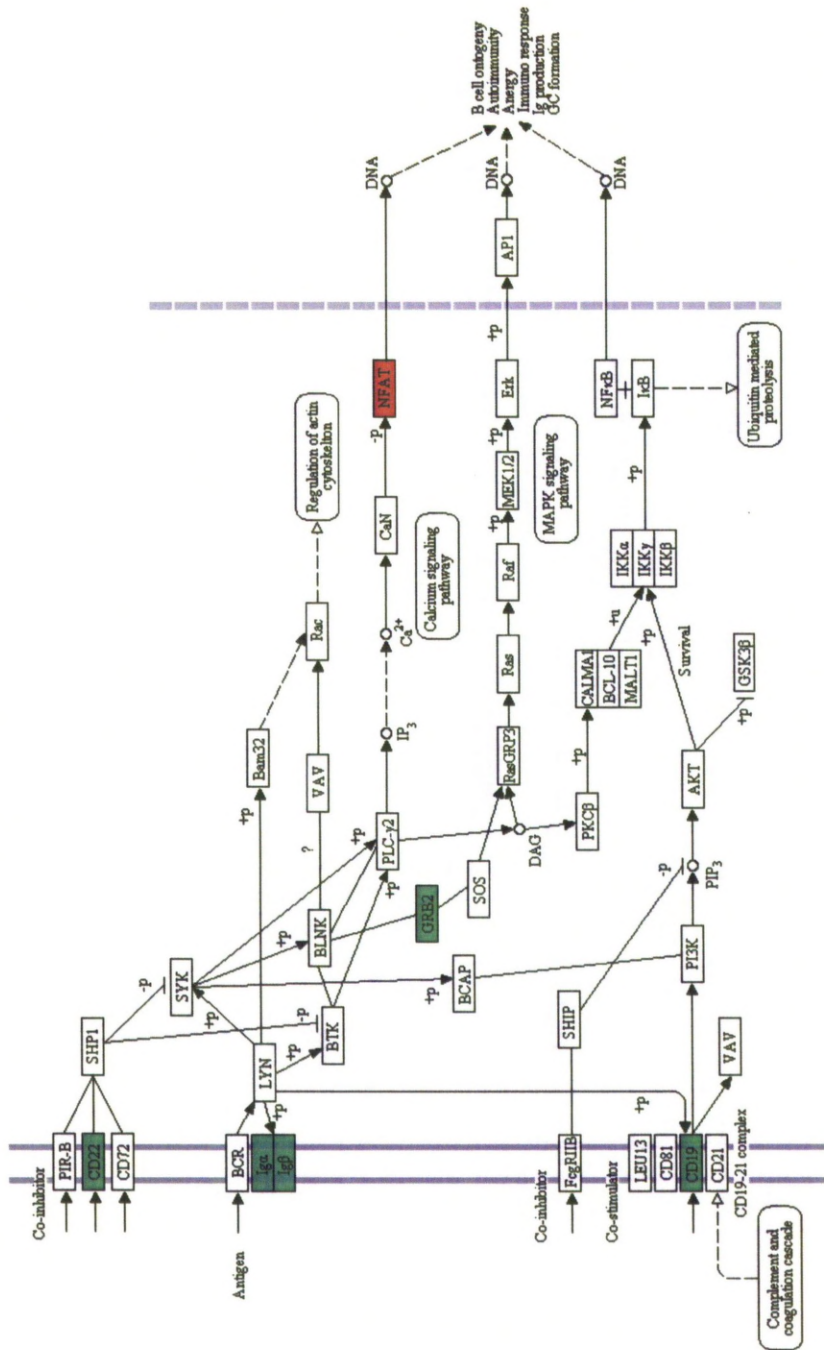 Co-inhibitor
PIR-B
CD22
CD72
SHP1
-p
SYK
-p
+p
LYN
+p
BTK
+p
Antigen
BCR
Igα
Igβ
+p
Bam32
Rac
Regulation of actin
cytoskelton
+p
BLNK
?
VAV
+p
PLC-γ2
+p
IP3
Ca2+
CaN
-p
NFAT
DNA
Calcium signaling
pathway
GRB2
SOS
RasGRP3
Ras
Raf
+p
MEK1/2
+p
Erk
+p
AP1
DNA
MAPK signaling
pathway
B cell ontogeny
Autoimmunity
Anergy
Immuno response
Ig production
GC formation
DAG
PKCβ
+p
CALMA1
BCL-10
MALT1
+u
+p
IKKα
IKKγ
IKKβ
+p
NFκB
IκB
DNA
Ubiquitin mediated
proteolysis
+p
BCAP
Co-inhibitor
FcgRIIB
SHIP
-p
Co-stimulator
LEU13
CD81
CD19
CD21
CD19-21 complex
+p
VAV
PI3K
PIP3
AKT
Survival
+p
GSK3β
Complement and
coagulation cascade